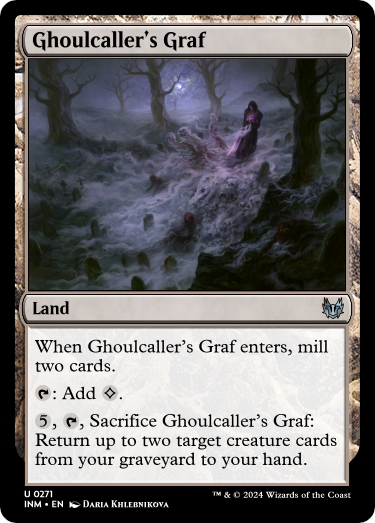 Ghoulcaller's Graf
Land
When Ghoulcaller's Graf enters, mill
two cards.
: Add .
5, , Sacrifice Ghoulcaller's Graf:
Return up to two target creature cards
from your graveyard to your hand.
U 0271
INM • EN Daria Khlebnikova
™ & © 2024 Wizards of the Coast